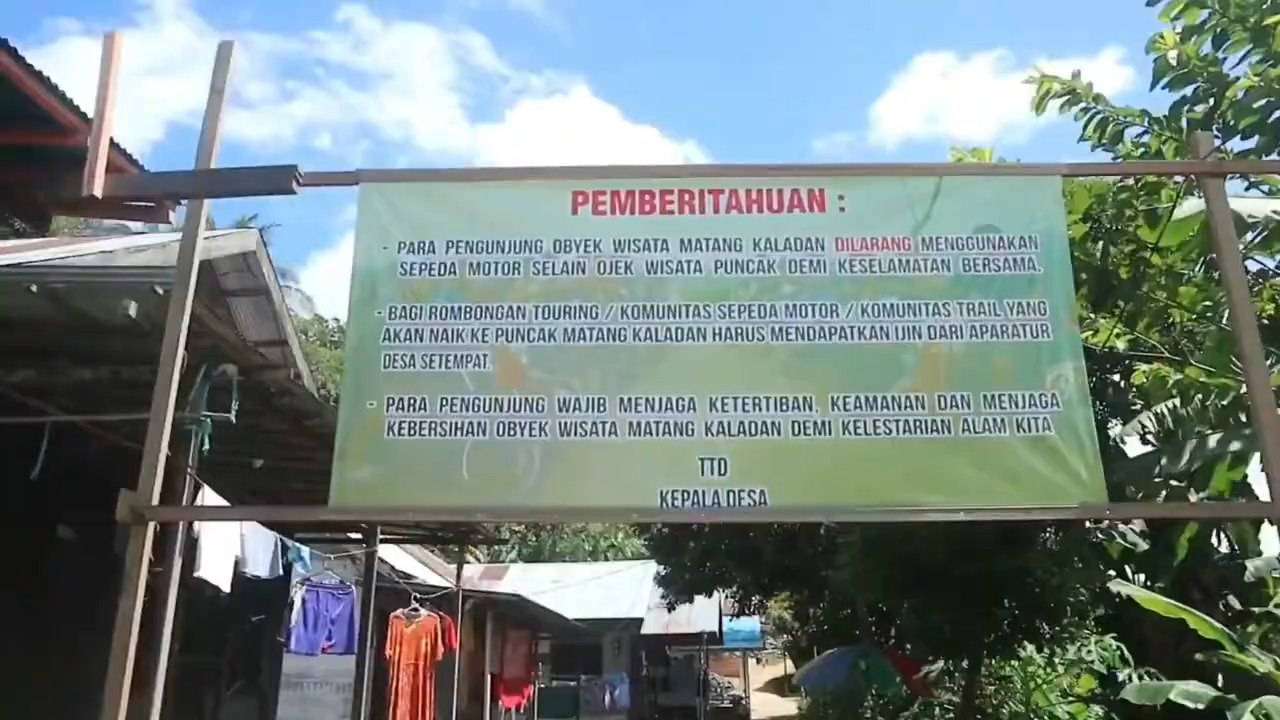 PEMBERITAHUAN :
- PARA PENGUNJUNG OBYEK WISATA MATANG KALADAN DILARANG MENGGUNAKAN
SEPEDA MOTOR SELAIN OJEK WISATA PUNCAK DEMI KESELAMATAN BERSAMA.
- BAGI ROMBONGAN TOURING / KOMUNITAS SEPEDA MOTOR / KOMUNITAS TRAIL YANG
AKAN NAIK KE PUNCAK MATANG KALADAN HARUS MENDAPATKAN IJIN DARI APARATUR
DESA SETEMPAT.
- PARA PENGUNJUNG WAJIB MENJAGA KETERTIBAN, KEAMANAN DAN MENJAGA
KEBERSIHAN OBYEK WISATA MATANG KALADAN DEMI KELESTARIAN ALAM KITA
TTD
KEPALA DESA